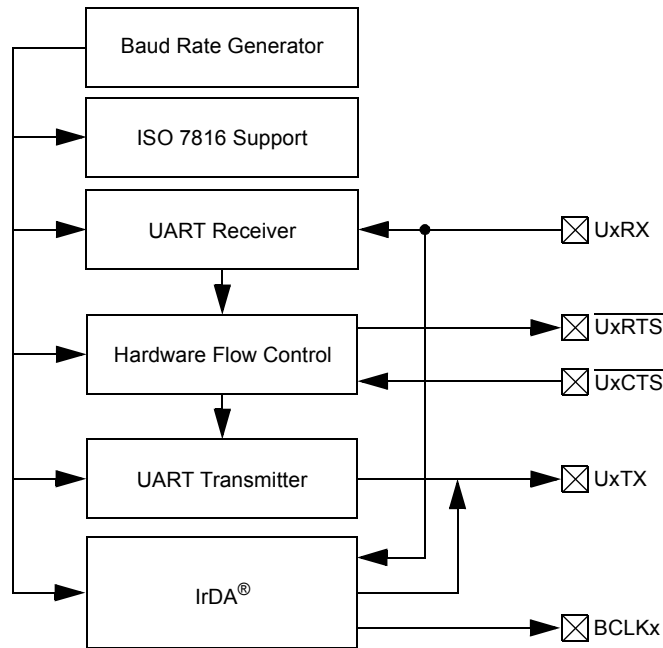 Baud Rate Generator
ISO 7816 Support
UART Receiver
UxRX
Hardware Flow Control
UxRTS
UxCTS
UART Transmitter
UxTX
IrDA®
BCLKx